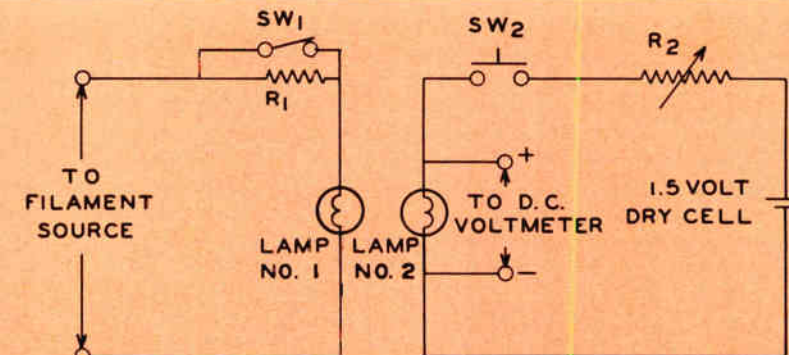 SW1
SW2
R1
R2
TO
FILAMENT
SOURCE
LAMP
NO. 1
LAMP
NO. 2
+
TO D.C.
VOLTMETER
-
1.5 VOLT
DRY CELL